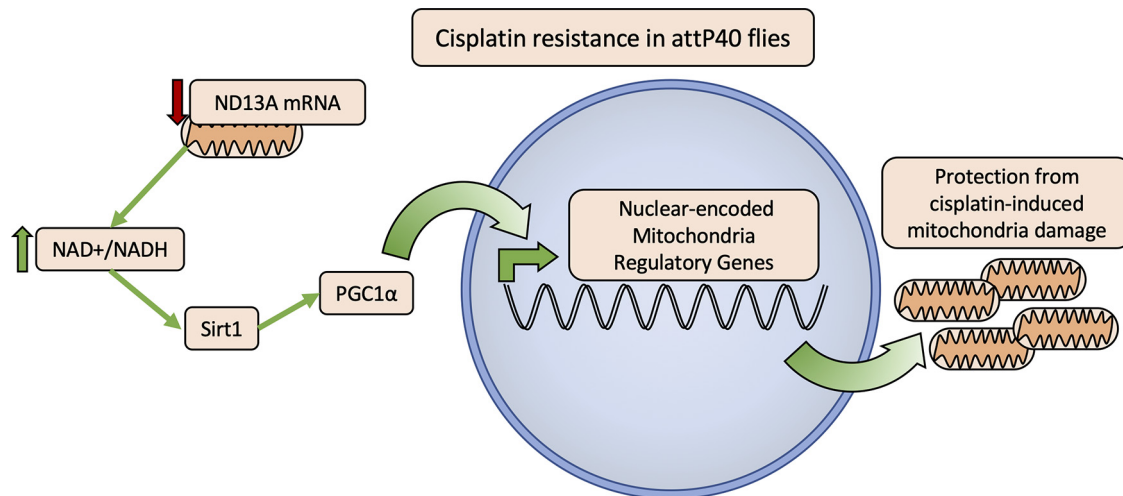 Cisplatin resistance in attP40 flies
ND13A mRNA
NAD+/NADH
Sirt1
PGC1α
Nuclear-encoded
Mitochondria
Regulatory Genes
Protection from
cisplatin-induced
mitochondria damage